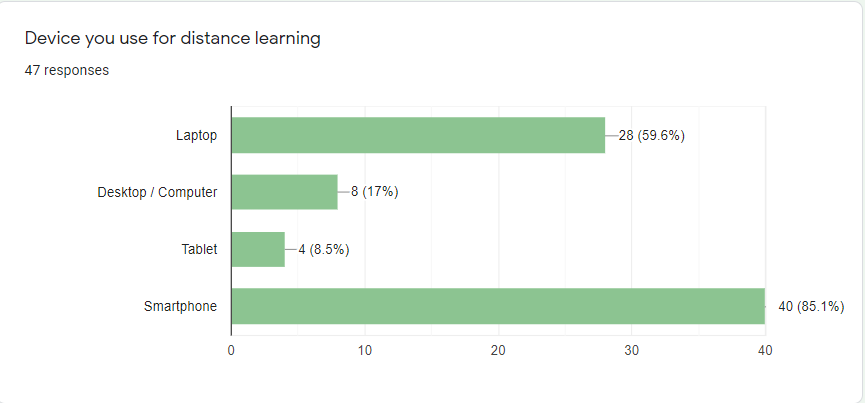 Device you use for distance learning
47 responses
Laptop
28 (59.6%)
Desktop / Computer
8 (17%)
Tablet
4 (8.5%)
Smartphone
40 (85.1%)
0
10
20
30
40